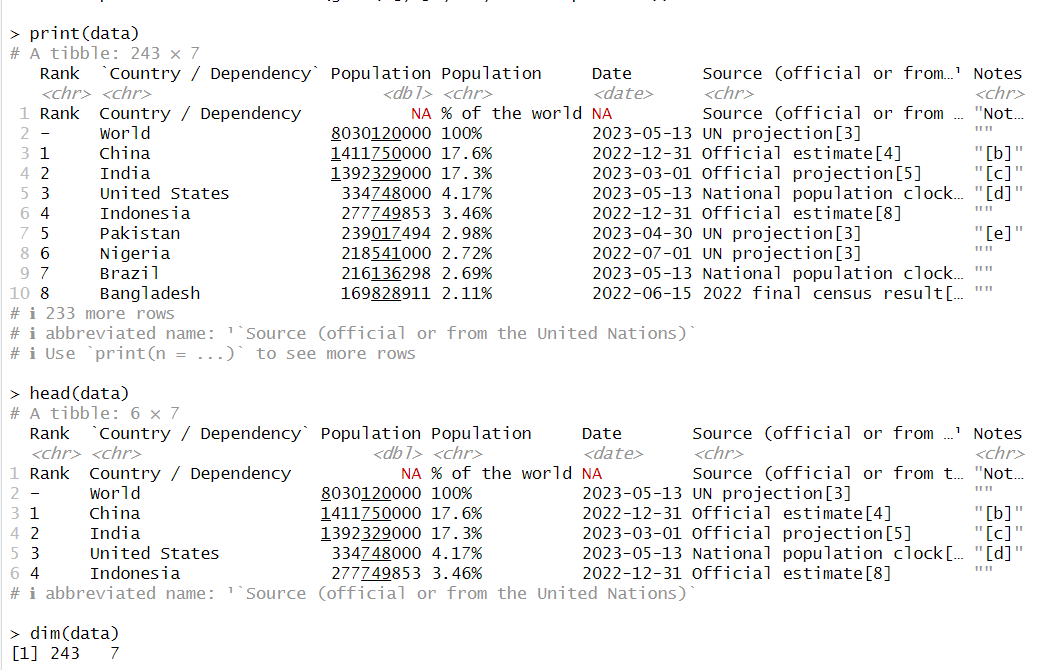 > print(data)
# A tibble: 243 × 7
   Rank  `Country / Dependency` Population Population     Date       Source (official or from…¹ Notes
   <chr> <chr>                       <dbl> <chr>          <date>     <chr>                      <chr>
 1 Rank  Country / Dependency           NA % of the world NA         Source (official or from … "Not…
 2 –     World                  8030120000 100%           2023-05-13 UN projection[3]           ""
 3 1     China                  1411750000 17.6%          2022-12-31 Official estimate[4]       "[b]"
 4 2     India                  1392329000 17.3%          2023-03-01 Official projection[5]     "[c]"
 5 3     United States           334748000 4.17%          2023-05-13 National population clock… "[d]"
 6 4     Indonesia               277749853 3.46%          2022-12-31 Official estimate[8]       ""
 7 5     Pakistan                239017494 2.98%          2023-04-30 UN projection[3]           "[e]"
 8 6     Nigeria                 218541000 2.72%          2022-07-01 UN projection[3]           ""
 9 7     Brazil                  216136298 2.69%          2023-05-13 National population clock… ""
10 8     Bangladesh              169828911 2.11%          2022-06-15 2022 final census result[… ""
# ℹ 233 more rows
# ℹ abbreviated name: ¹`Source (official or from the United Nations)`
# ℹ Use `print(n = ...)` to see more rows
> head(data)
# A tibble: 6 × 7
  Rank  `Country / Dependency` Population Population     Date       Source (official or from …¹ Notes
  <chr> <chr>                       <dbl> <chr>          <date>     <chr>                       <chr>
1 Rank  Country / Dependency           NA % of the world NA         Source (official or from t… "Not…
2 –     World                  8030120000 100%           2023-05-13 UN projection[3]            ""
3 1     China                  1411750000 17.6%          2022-12-31 Official estimate[4]        "[b]"
4 2     India                  1392329000 17.3%          2023-03-01 Official projection[5]      "[c]"
5 3     United States           334748000 4.17%          2023-05-13 National population clock[… "[d]"
6 4     Indonesia               277749853 3.46%          2022-12-31 Official estimate[8]        ""
# ℹ abbreviated name: ¹`Source (official or from the United Nations)`
> dim(data)
[1] 243   7